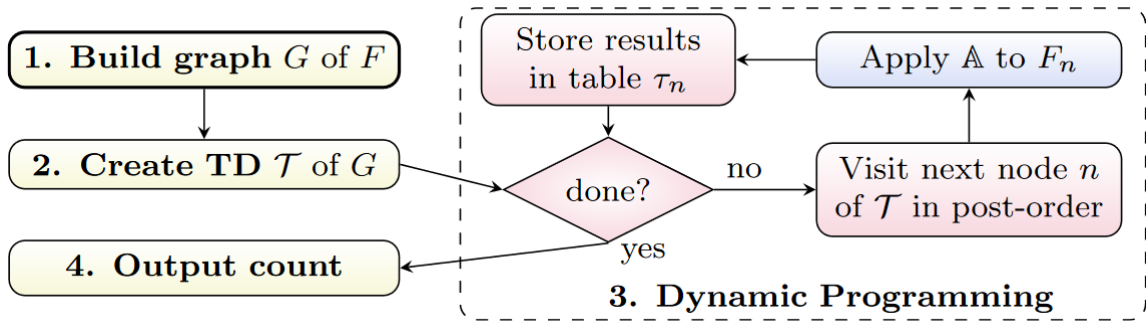 1. Build graph G of F
2. Create TD 𝒯 of G
4. Output count
Store results
in table τₙ
Apply 𝔸 to Fₙ
done?
no
Visit next node n
of 𝒯 in post-order
yes
3. Dynamic Programming